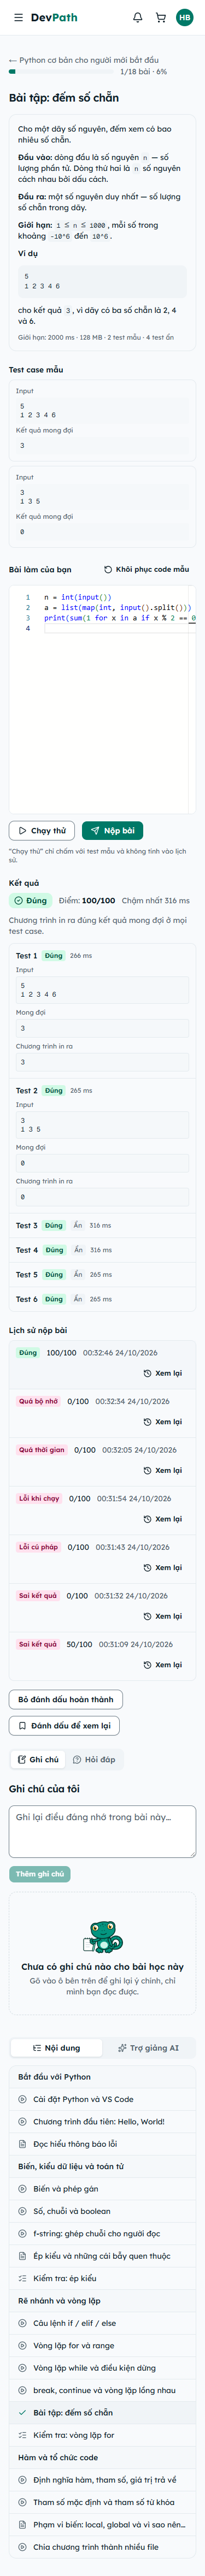 DevPath
HB
← Python cơ bản cho người mới bắt đầu
1/18 bài · 6%
Bài tập: đếm số chẵn
Cho một dãy số nguyên, đếm xem có bao
nhiêu số chẵn.
Đầu vào: dòng đầu là số nguyên n — số
lượng phần tử. Dòng thứ hai là n số nguyên
cách nhau bởi dấu cách.
Đầu ra: một số nguyên duy nhất — số lượng
số chẵn trong dãy.
Giới hạn: 1 ≤ n ≤ 1000, mỗi số trong
khoảng -10^6 đến 10^6.
Ví dụ
5
1 2 3 4 6
cho kết quả 3, vì dãy có ba số chẵn là 2, 4
và 6.
Giới hạn: 2000 ms · 128 MB · 2 test mẫu · 4 test ẩn
Test case mẫu
Input
5
1 2 3 4 6
Kết quả mong đợi
3
Input
3
1 3 5
Kết quả mong đợi
0
Bài làm của bạn
Khôi phục code mẫu
1 n = int(input())
2 a = list(map(int, input().split()))
3 print(sum(1 for x in a if x % 2 == 0
4
Chạy thử
Nộp bài
"Chạy thử" chỉ chấm với test mẫu và không tính vào lịch
sử.
Kết quả
Đúng Điểm: 100/100 Chậm nhất 316 ms
Chương trình in ra đúng kết quả mong đợi ở mọi
test case.
Test 1 Đúng 266 ms
Input
5
1 2 3 4 6
Mong đợi
3
Chương trình in ra
3
Test 2 Đúng 265 ms
Input
3
1 3 5
Mong đợi
0
Chương trình in ra
0
Test 3 Đúng Ẩn 316 ms
Test 4 Đúng Ẩn 316 ms
Test 5 Đúng Ẩn 265 ms
Test 6 Đúng Ẩn 265 ms
Lịch sử nộp bài
Đúng 100/100 00:32:46 24/10/2026
Xem lại
Quá bộ nhớ 0/100 00:32:34 24/10/2026
Xem lại
Quá thời gian 0/100 00:32:05 24/10/2026
Xem lại
Lỗi khi chạy 0/100 00:31:54 24/10/2026
Xem lại
Lỗi cú pháp 0/100 00:31:43 24/10/2026
Xem lại
Sai kết quả 0/100 00:31:32 24/10/2026
Xem lại
Sai kết quả 50/100 00:31:09 24/10/2026
Xem lại
Bỏ đánh dấu hoàn thành
Đánh dấu để xem lại
Ghi chú
Hỏi đáp
Ghi chú của tôi
Ghi lại điều đáng nhớ trong bài này…
Thêm ghi chú
Chưa có ghi chú nào cho bài học này
Gõ vào ô bên trên để ghi lại ý chính, chỉ
mình bạn đọc được.
Nội dung
Trợ giảng AI
Bắt đầu với Python
Cài đặt Python và VS Code
Chương trình đầu tiên: Hello, World!
Đọc hiểu thông báo lỗi
Biến, kiểu dữ liệu và toán tử
Biến và phép gán
Số, chuỗi và boolean
f-string: ghép chuỗi cho người đọc
Ép kiểu và những cái bẫy quen thuộc
Kiểm tra: ép kiểu
Rẽ nhánh và vòng lặp
Câu lệnh if / elif / else
Vòng lặp for và range
Vòng lặp while và điều kiện dừng
break, continue và vòng lặp lồng nhau
Bài tập: đếm số chẵn
Kiểm tra: vòng lặp for
Hàm và tổ chức code
Định nghĩa hàm, tham số, giá trị trả về
Tham số mặc định và tham số từ khóa
Phạm vi biến: local, global và vì sao nên…
Chia chương trình thành nhiều file